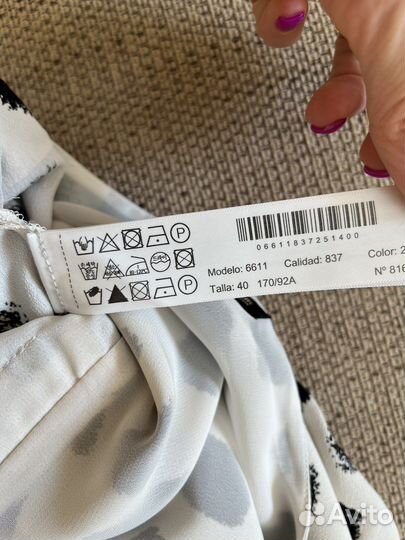 06611837251400
Modelo: 6611 Calidad: 837 Color: 2
Talla: 40 170/92A Nº 816
Avito